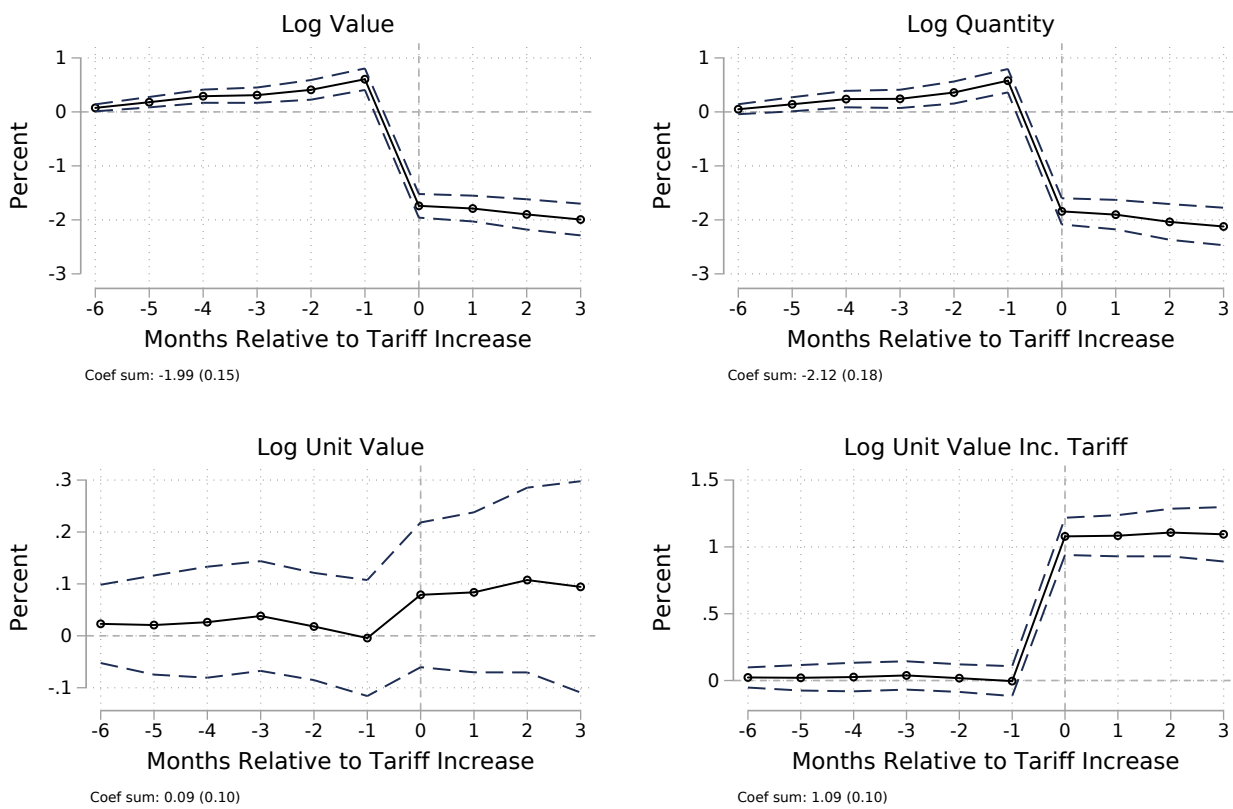 Log Value
Percent
1
0
-1
-2
-3
-6 -5 -4 -3 -2 -1 0 1 2 3
Months Relative to Tariff Increase
Coef sum: -1.99 (0.15)
Log Quantity
Percent
1
0
-1
-2
-3
-6 -5 -4 -3 -2 -1 0 1 2 3
Months Relative to Tariff Increase
Coef sum: -2.12 (0.18)
Log Unit Value
Percent
.3
.2
.1
0
-.1
-6 -5 -4 -3 -2 -1 0 1 2 3
Months Relative to Tariff Increase
Coef sum: 0.09 (0.10)
Log Unit Value Inc. Tariff
Percent
1.5
1
.5
0
-6 -5 -4 -3 -2 -1 0 1 2 3
Months Relative to Tariff Increase
Coef sum: 1.09 (0.10)